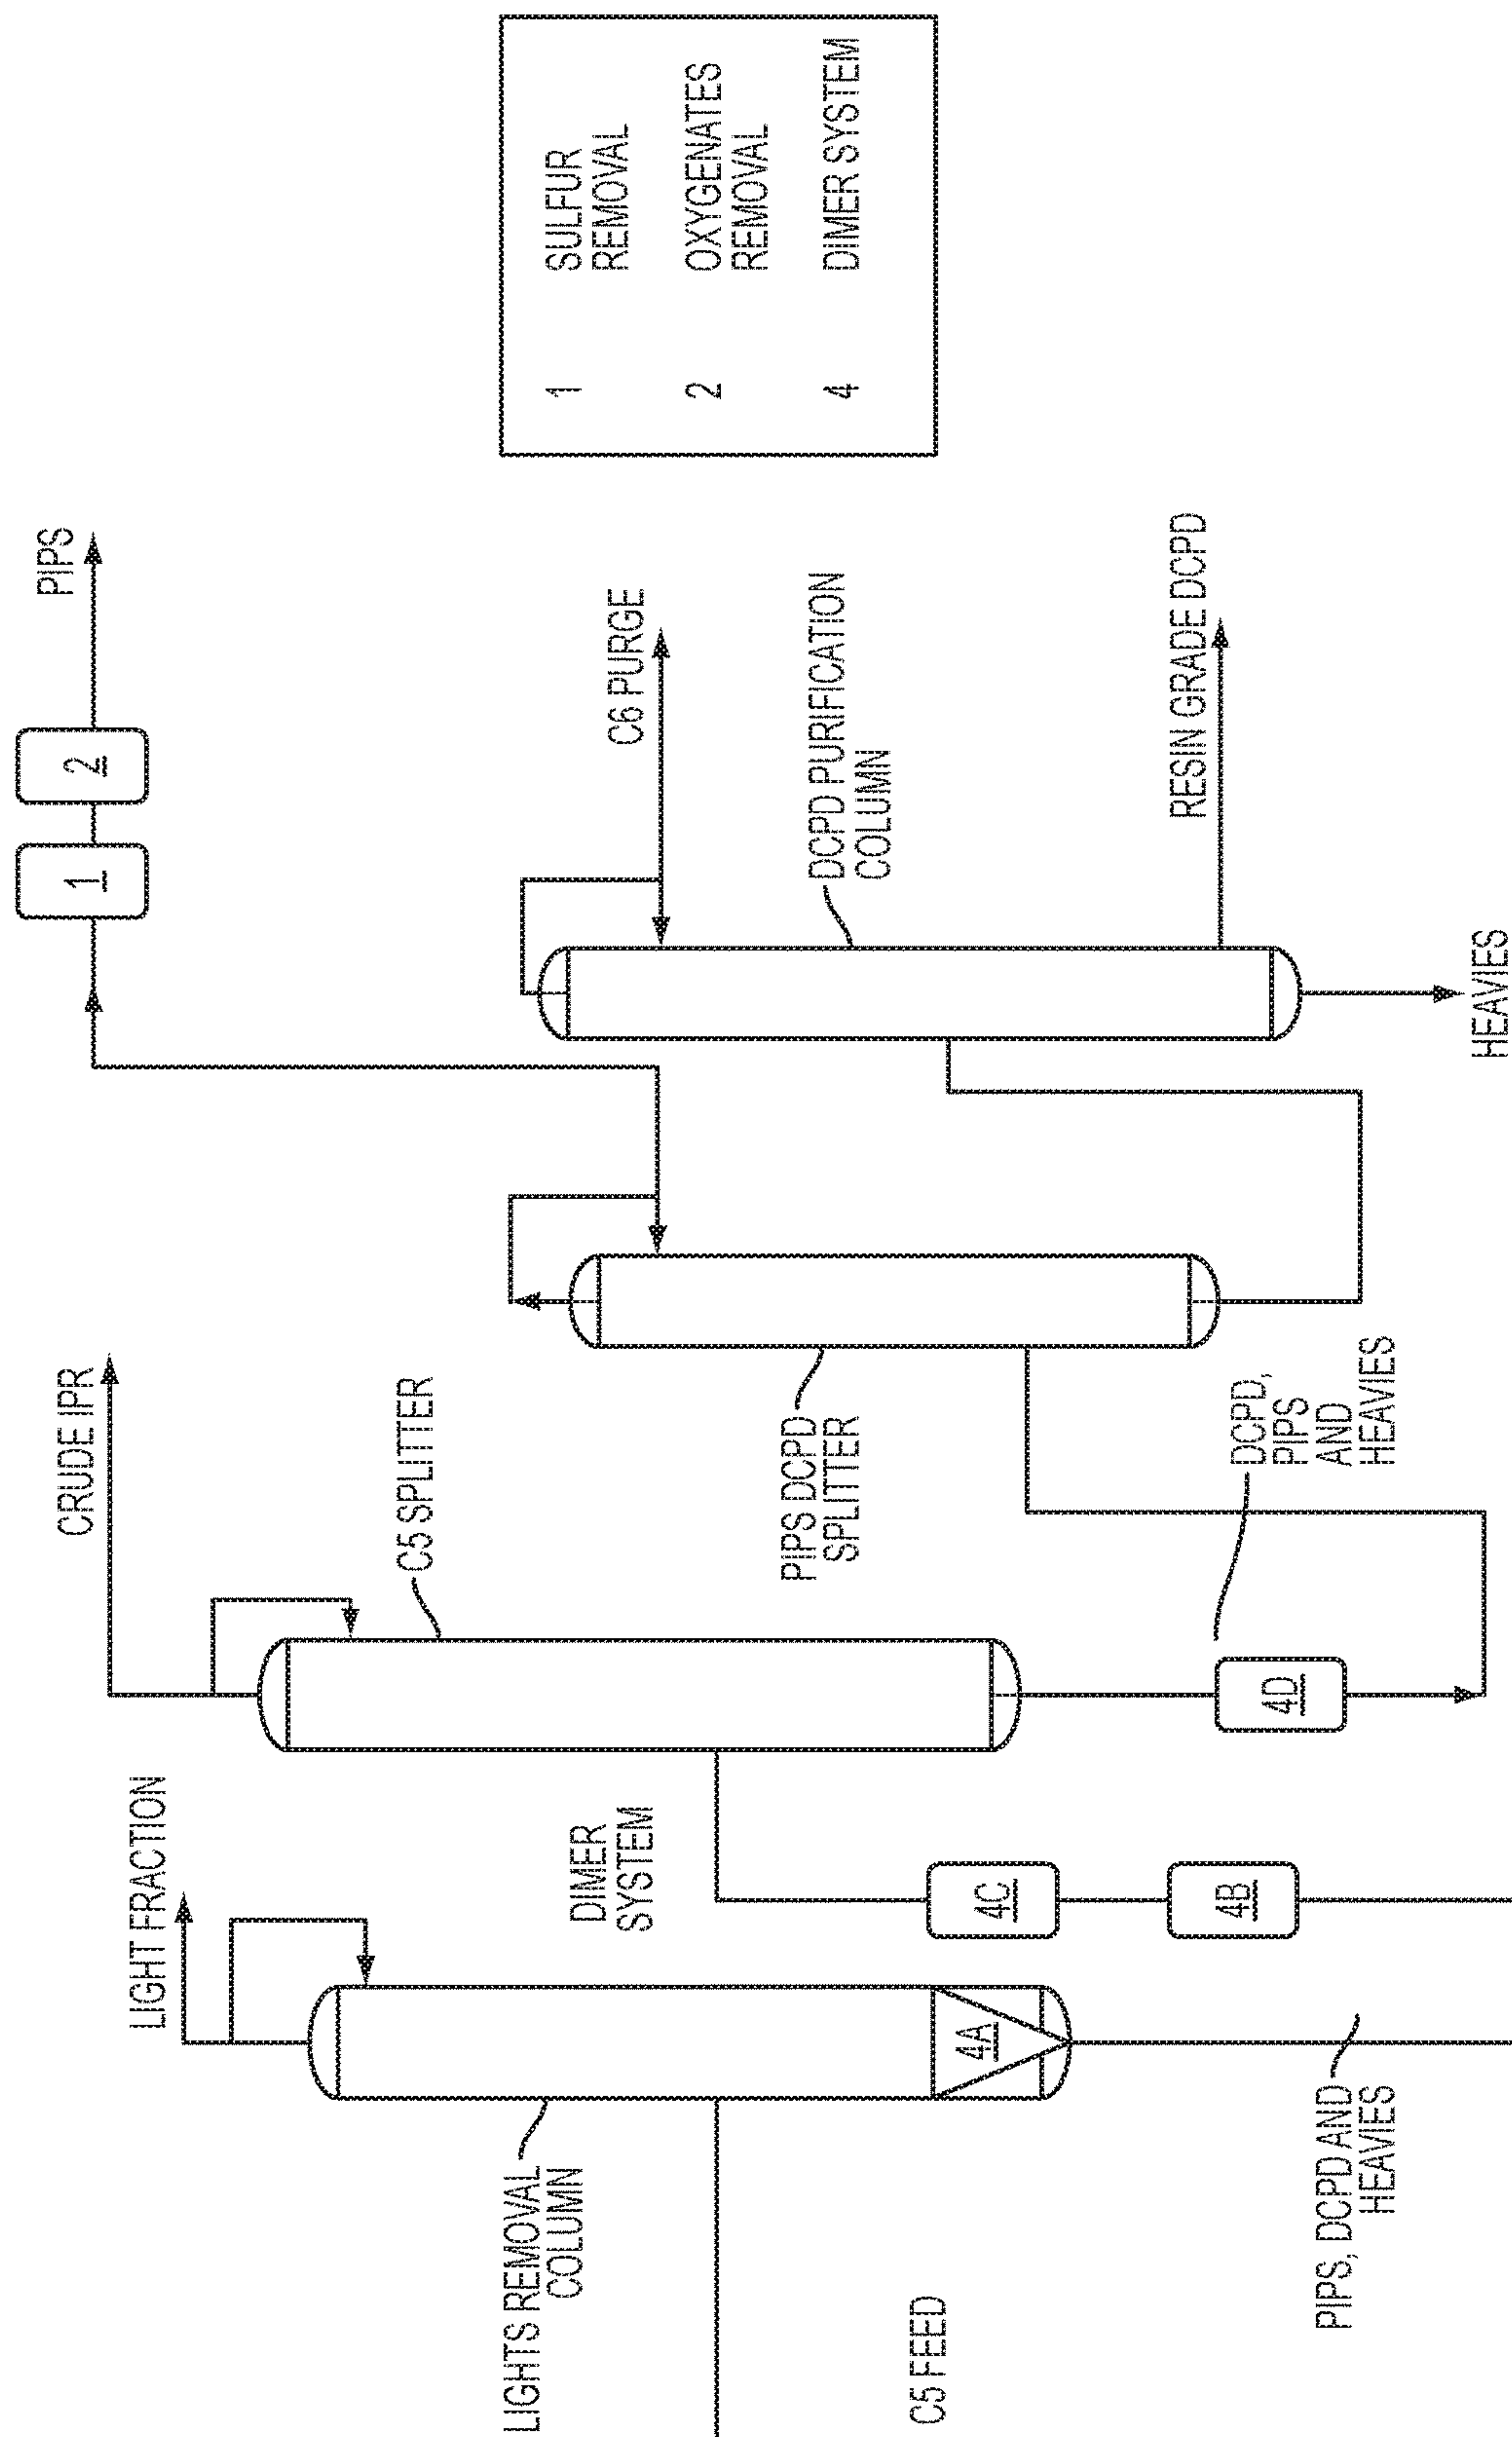 LIGHT FRACTION
LIGHTS REMOVAL
COLUMN
C5 FEED
4A
PIPS, DCPD AND
HEAVIES
DIMER
SYSTEM
4C
4B
CRUDE IPR
C5 SPLITTER
4D
DCPD,
PIPS
AND
HEAVIES
PIPS DCPD
SPLITTER
1
2
PIPS
C6 PURGE
DCPD PURIFICATION
COLUMN
RESIN GRADE DCPD
HEAVIES
1 SULFUR
REMOVAL
2 OXYGENATES
REMOVAL
4 DIMER SYSTEM